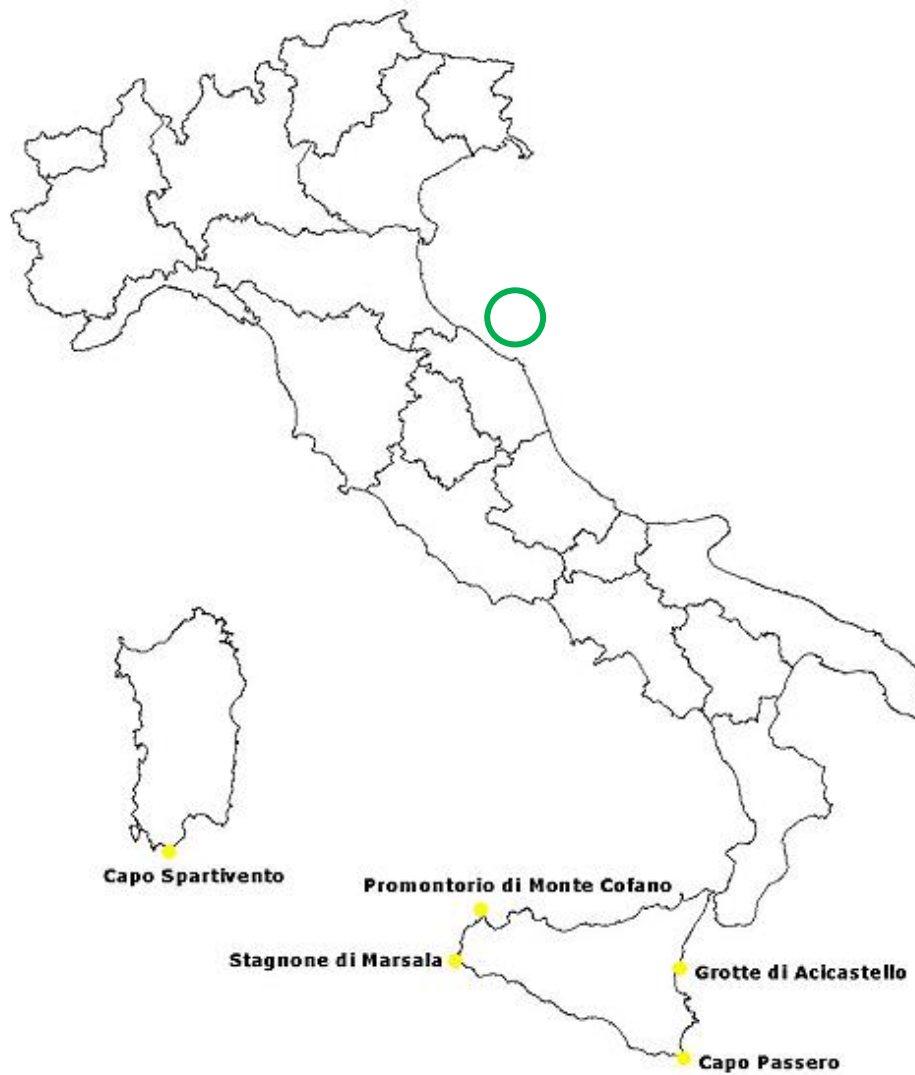 Capo Spartivento
Promontorio di Monte Cofano
Stagnone di Marsala
Grotte di Acicastello
Capo Passero